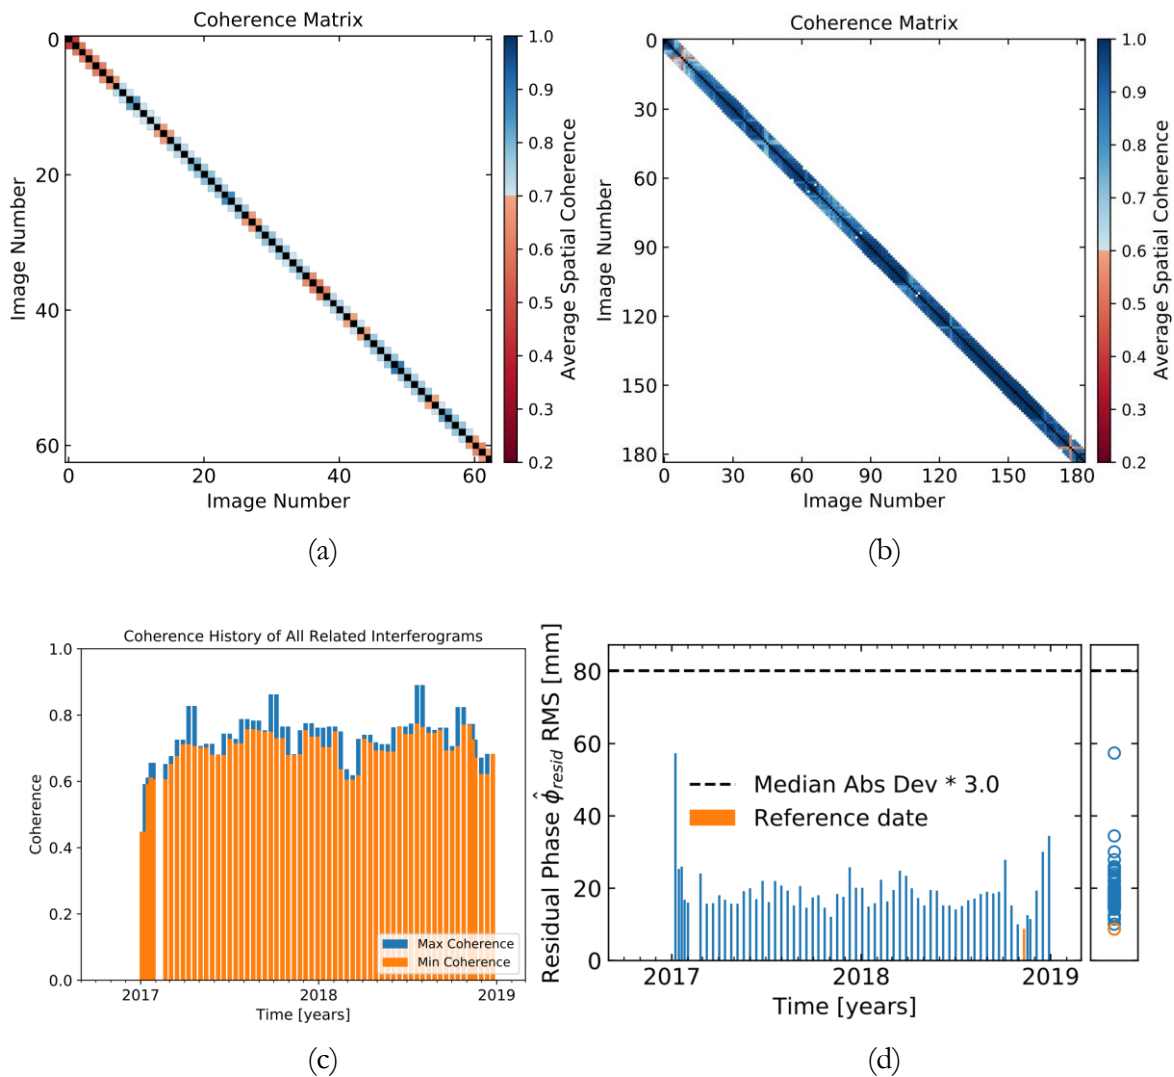 Coherence Matrix
0
20
40
60
0
20
40
60
Image Number
Image Number
1.0
0.9
0.8
0.7
0.6
0.5
0.4
0.3
0.2
Average Spatial Coherence
(a)
Coherence Matrix
0
30
60
90
120
150
180
0
30
60
90
120
150
180
Image Number
Image Number
1.0
0.9
0.8
0.7
0.6
0.5
0.4
0.3
0.2
Average Spatial Coherence
(b)
Coherence History of All Related Interferograms
1.0
0.8
0.6
0.4
0.2
0.0
Coherence
Max Coherence
Min Coherence
2017
2018
2019
Time [years]
(c)
Residual Phase ϕ̂resid RMS [mm]
80
60
40
20
0
Median Abs Dev * 3.0
Reference date
2017
2018
2019
Time [years]
(d)